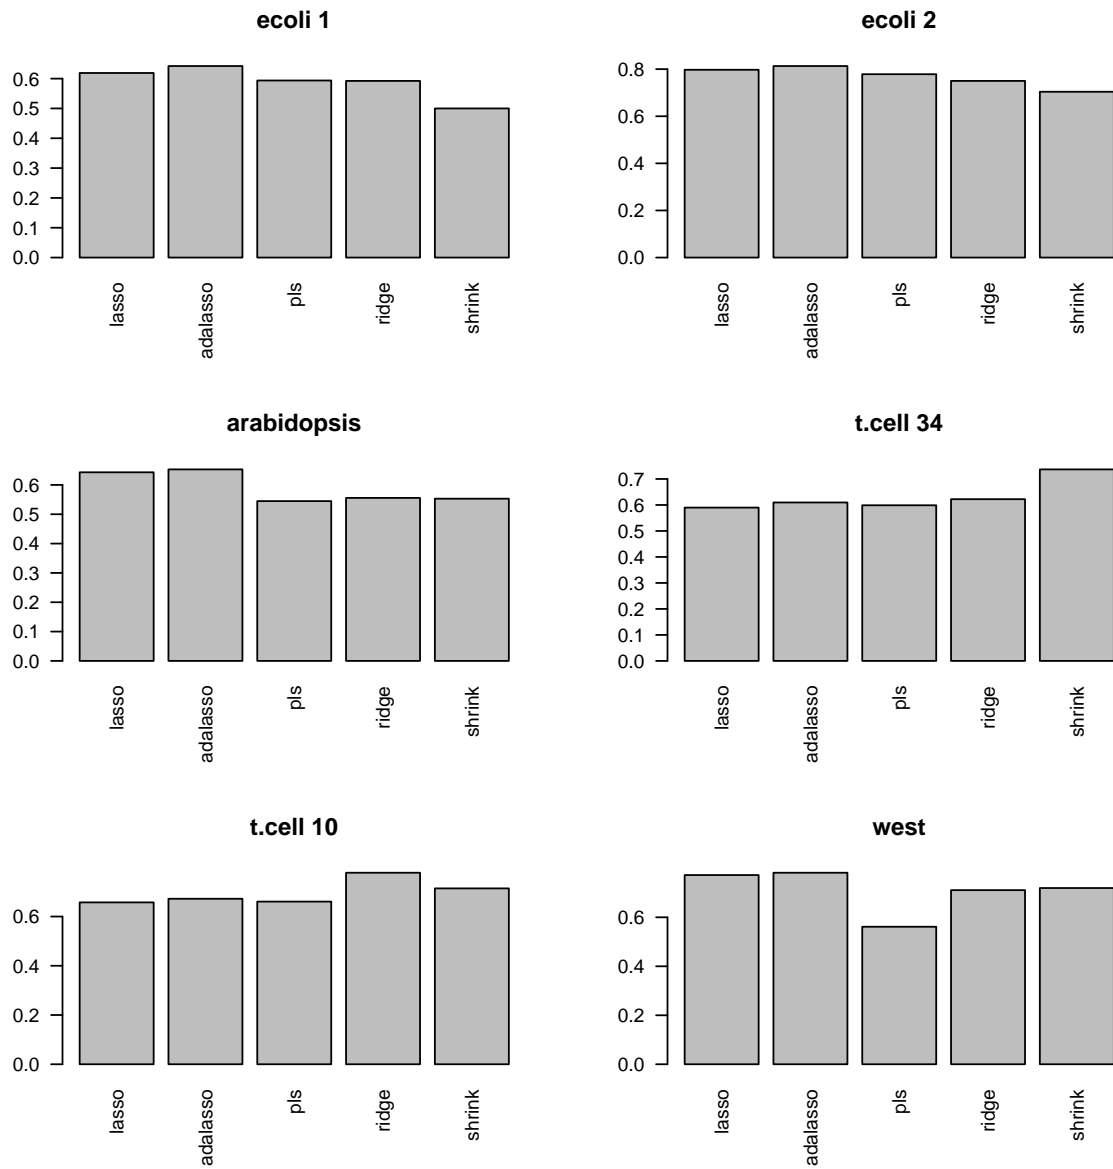 ecoli 1
0.6
0.5
0.4
0.3
0.2
0.1
0.0
lasso
adalasso
pls
ridge
shrink
ecoli 2
0.8
0.6
0.4
0.2
0.0
lasso
adalasso
pls
ridge
shrink
arabidopsis
0.6
0.5
0.4
0.3
0.2
0.1
0.0
lasso
adalasso
pls
ridge
shrink
t.cell 34
0.7
0.6
0.5
0.4
0.3
0.2
0.1
0.0
lasso
adalasso
pls
ridge
shrink
t.cell 10
0.6
0.4
0.2
0.0
lasso
adalasso
pls
ridge
shrink
west
0.6
0.4
0.2
0.0
lasso
adalasso
pls
ridge
shrink